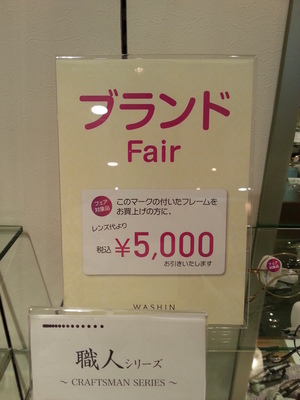 ブランド
Fair
フェア
対象品
このマークの付いたフレームを
お買上げの方に、
レンズ代より
税込 ¥5,000
お引きいたします
WASHIN
職人シリーズ
～ CRAFTSMAN SERIES ～